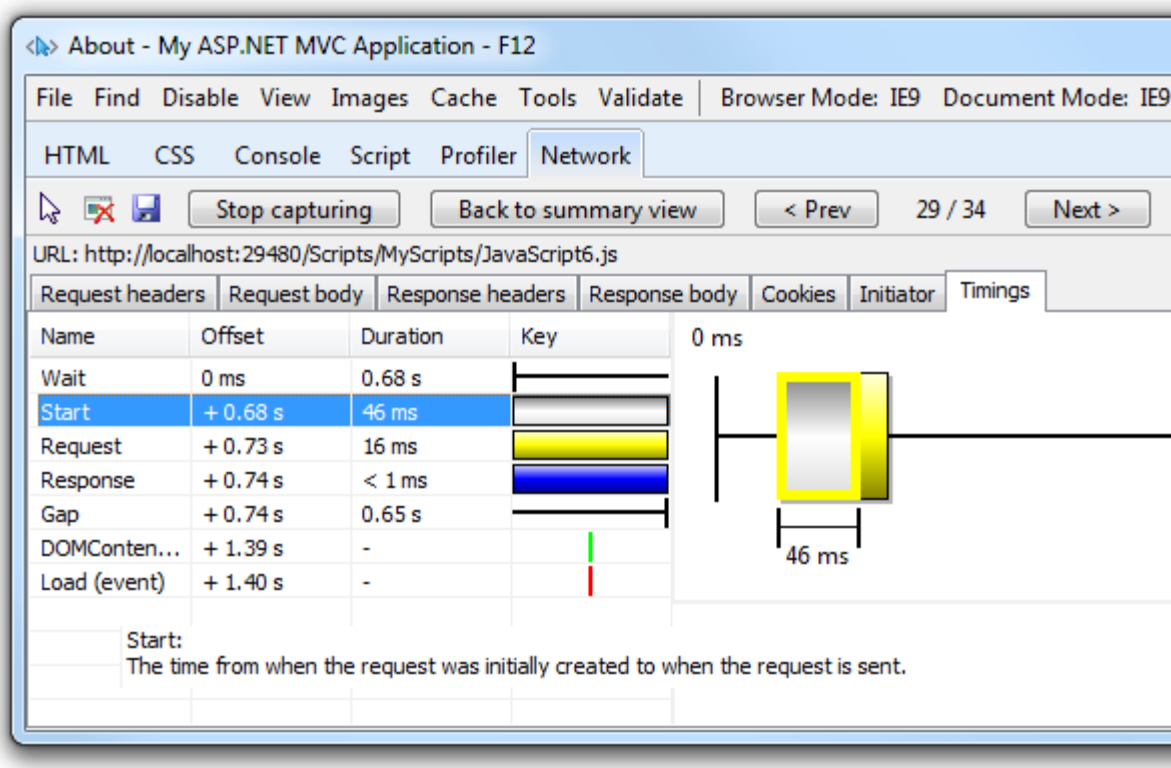 About - My ASP.NET MVC Application - F12
File Find Disable View Images Cache Tools Validate Browser Mode: IE9 Document Mode: IE9
HTML CSS Console Script Profiler Network
Stop capturing Back to summary view < Prev 29 / 34 Next >
URL: http://localhost:29480/Scripts/MyScripts/JavaScript6.js
Request headers Request body Response headers Response body Cookies Initiator Timings
Name Offset Duration Key 0 ms
Wait 0 ms 0.68 s
Start + 0.68 s 46 ms
Request + 0.73 s 16 ms
Response + 0.74 s < 1 ms
Gap + 0.74 s 0.65 s
DOMConten... + 1.39 s -
46 ms
Load (event) + 1.40 s -
Start:
The time from when the request was initially created to when the request is sent.